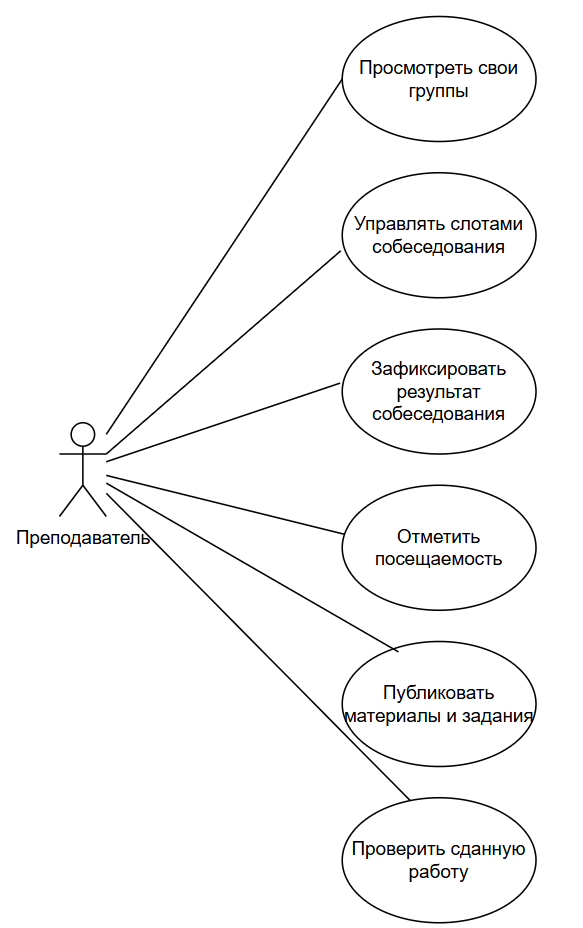 Просмотреть свои
группы
Управлять слотами
собеседования
Зафиксировать
результат
собеседования
Преподаватель
Отметить
посещаемость
Публиковать
материалы и задания
Проверить сданную
работу